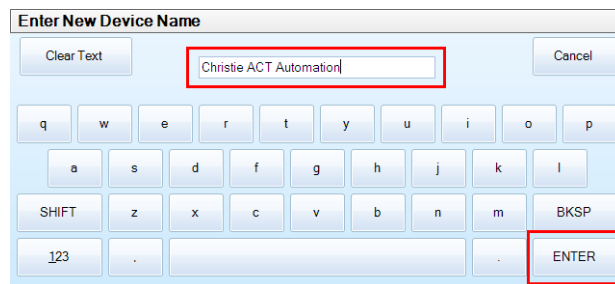 Enter New Device Name
Clear Text
Christie ACT Automation
Cancel
q w e r t y u i o p
a s d f g h j k l
SHIFT z x c v b n m BKSP
123 . . ENTER